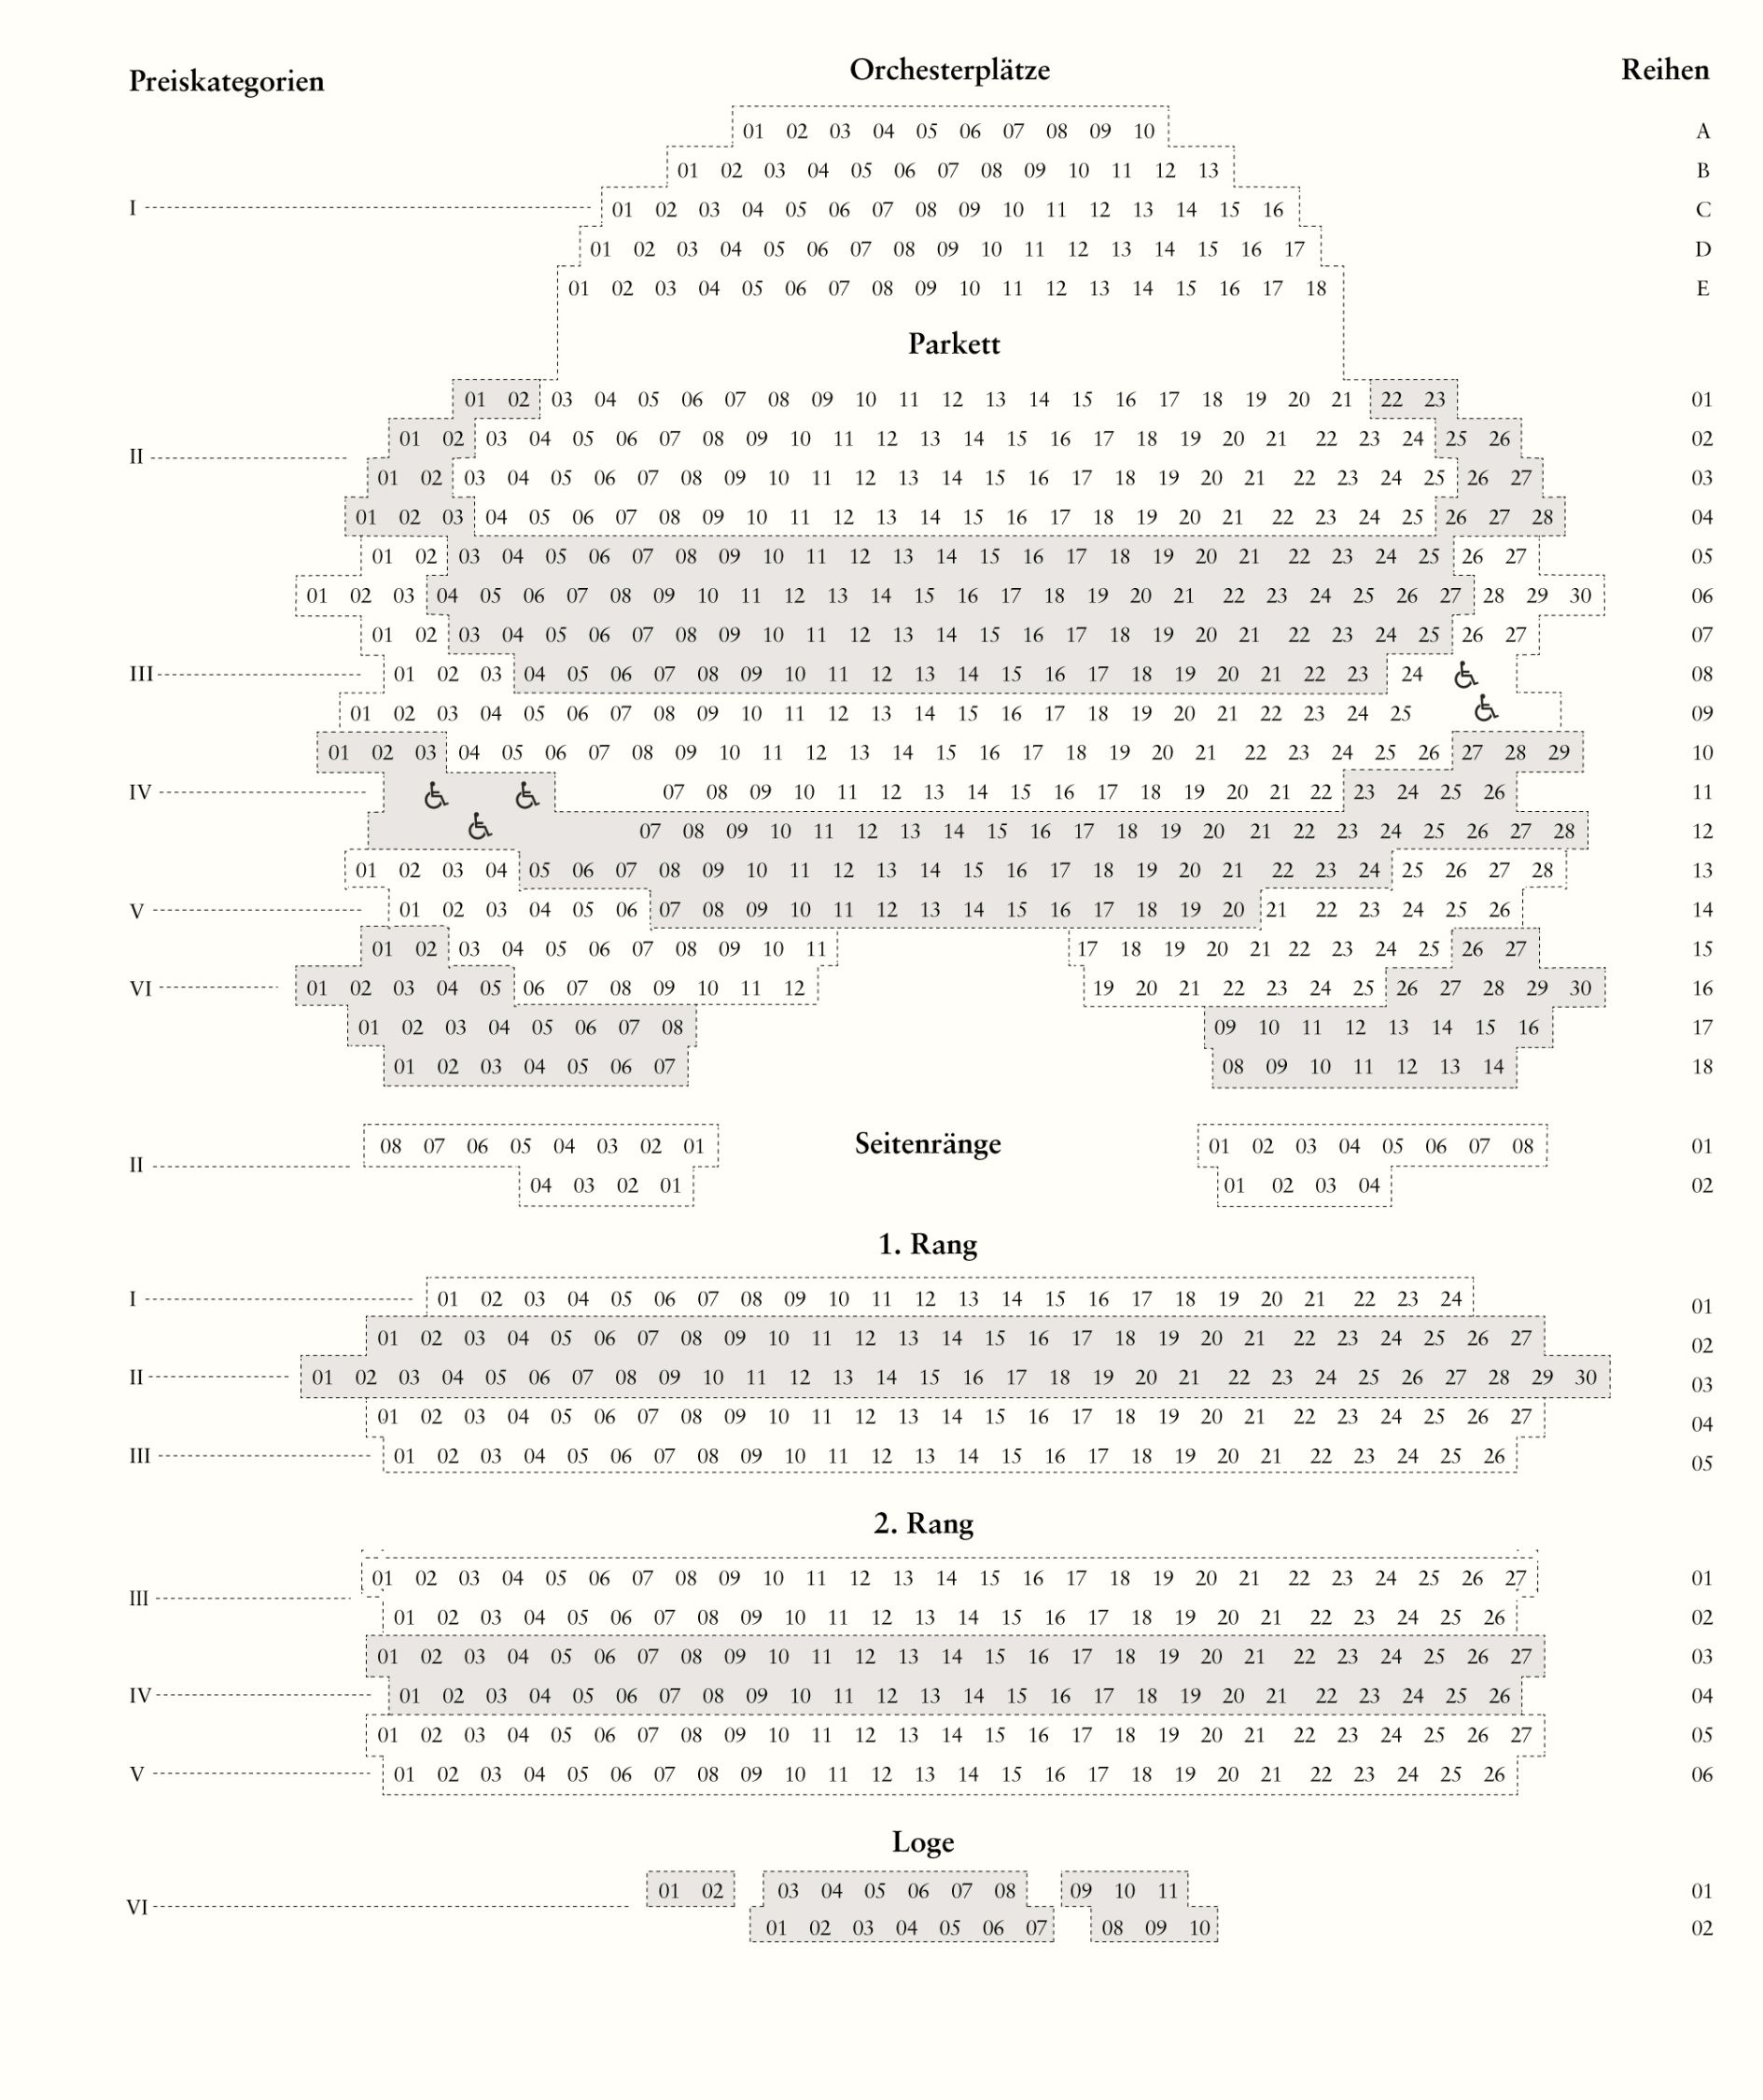 Preiskategorien Orchesterplätze Reihen
01 02 03 04 05 06 07 08 09 10 A
01 02 03 04 05 06 07 08 09 10 11 12 13 B
I 01 02 03 04 05 06 07 08 09 10 11 12 13 14 15 16 C
01 02 03 04 05 06 07 08 09 10 11 12 13 14 15 16 17 D
01 02 03 04 05 06 07 08 09 10 11 12 13 14 15 16 17 18 E
Parkett
01 02 03 04 05 06 07 08 09 10 11 12 13 14 15 16 17 18 19 20 21 22 23 01
01 02 03 04 05 06 07 08 09 10 11 12 13 14 15 16 17 18 19 20 21 22 23 24 25 26 02
II
01 02 03 04 05 06 07 08 09 10 11 12 13 14 15 16 17 18 19 20 21 22 23 24 25 26 27 03
01 02 03 04 05 06 07 08 09 10 11 12 13 14 15 16 17 18 19 20 21 22 23 24 25 26 27 28 04
01 02 03 04 05 06 07 08 09 10 11 12 13 14 15 16 17 18 19 20 21 22 23 24 25 26 27 05
01 02 03 04 05 06 07 08 09 10 11 12 13 14 15 16 17 18 19 20 21 22 23 24 25 26 27 28 29 30 06
01 02 03 04 05 06 07 08 09 10 11 12 13 14 15 16 17 18 19 20 21 22 23 24 25 26 27 07
III 01 02 03 04 05 06 07 08 09 10 11 12 13 14 15 16 17 18 19 20 21 22 23 24 08
01 02 03 04 05 06 07 08 09 10 11 12 13 14 15 16 17 18 19 20 21 22 23 24 25 09
01 02 03 04 05 06 07 08 09 10 11 12 13 14 15 16 17 18 19 20 21 22 23 24 25 26 27 28 29 10
IV 07 08 09 10 11 12 13 14 15 16 17 18 19 20 21 22 23 24 25 26 11
07 08 09 10 11 12 13 14 15 16 17 18 19 20 21 22 23 24 25 26 27 28 12
01 02 03 04 05 06 07 08 09 10 11 12 13 14 15 16 17 18 19 20 21 22 23 24 25 26 27 28 13
V 01 02 03 04 05 06 07 08 09 10 11 12 13 14 15 16 17 18 19 20 21 22 23 24 25 26 14
01 02 03 04 05 06 07 08 09 10 11 17 18 19 20 21 22 23 24 25 26 27 15
VI 01 02 03 04 05 06 07 08 09 10 11 12 19 20 21 22 23 24 25 26 27 28 29 30 16
01 02 03 04 05 06 07 08 09 10 11 12 13 14 15 16 17
01 02 03 04 05 06 07 08 09 10 11 12 13 14 18
08 07 06 05 04 03 02 01 Seitenränge 01 02 03 04 05 06 07 08 01
II
04 03 02 01 01 02 03 04 02
1. Rang
I 01 02 03 04 05 06 07 08 09 10 11 12 13 14 15 16 17 18 19 20 21 22 23 24 01
01 02 03 04 05 06 07 08 09 10 11 12 13 14 15 16 17 18 19 20 21 22 23 24 25 26 27 02
II 01 02 03 04 05 06 07 08 09 10 11 12 13 14 15 16 17 18 19 20 21 22 23 24 25 26 27 28 29 30 03
01 02 03 04 05 06 07 08 09 10 11 12 13 14 15 16 17 18 19 20 21 22 23 24 25 26 27 04
III 01 02 03 04 05 06 07 08 09 10 11 12 13 14 15 16 17 18 19 20 21 22 23 24 25 26 05
2. Rang
01 02 03 04 05 06 07 08 09 10 11 12 13 14 15 16 17 18 19 20 21 22 23 24 25 26 27 01
III
01 02 03 04 05 06 07 08 09 10 11 12 13 14 15 16 17 18 19 20 21 22 23 24 25 26 02
01 02 03 04 05 06 07 08 09 10 11 12 13 14 15 16 17 18 19 20 21 22 23 24 25 26 27 03
IV 01 02 03 04 05 06 07 08 09 10 11 12 13 14 15 16 17 18 19 20 21 22 23 24 25 26 04
01 02 03 04 05 06 07 08 09 10 11 12 13 14 15 16 17 18 19 20 21 22 23 24 25 26 27 05
V 01 02 03 04 05 06 07 08 09 10 11 12 13 14 15 16 17 18 19 20 21 22 23 24 25 26 06
Loge
01 02 03 04 05 06 07 08 09 10 11 01
VI
01 02 03 04 05 06 07 08 09 10 02